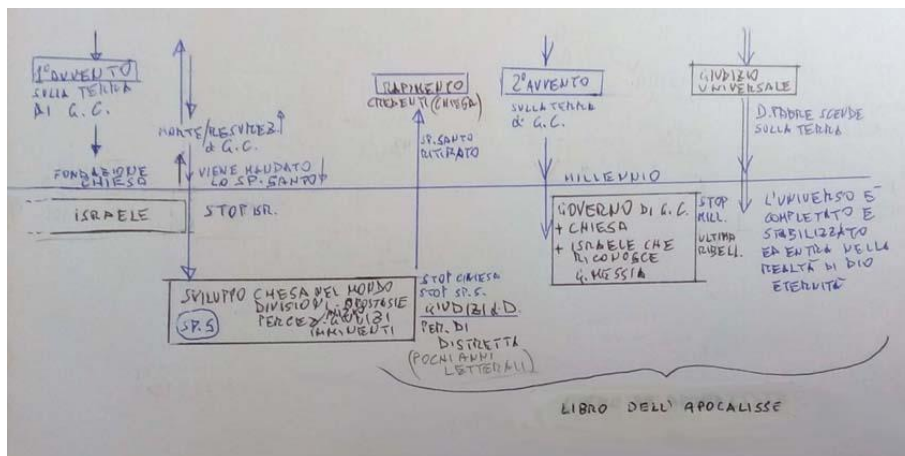 1° AVVENTO
SULLA TERRA
DI G. C.
FONDAZIONE
CHIESA
ISRAELE
MORTE/RESURREZ.
di G.C.
VIENE MANDATO
LO SP. SANTO
STOP ISR.
SVILUPPO CHIESA NEL MONDO
DIVISIONI. APOSTASIE
PERCEZ. GIUDIZI
IMMINENTI
SP.S
RAPIMENTO
CREDENTI (CHIESA)
SP. SANTO
RITIRATO
STOP CHIESA
STOP SP. S.
GIUDIZI di D.
PER. DI
DISTRETTA
(POCHI ANNI
LETTERALI)
2° AVVENTO
SULLA TERRA
di G. C.
MILLENNIO
GOVERNO DI G. C.
+ CHIESA
+ ISRAELE CHE
RICONOSCE
G. MESSIA
STOP
MILL.
ULTIMA
RIBELL.
GIUDIZIO
UNIVERSALE
D. PADRE SCENDE
SULLA TERRA
L'UNIVERSO È
COMPLETATO E
STABILIZZATO
ED ENTRA NELLA
REALTÀ DI DIO
ETERNITÀ
LIBRO DELL' APOCALISSE